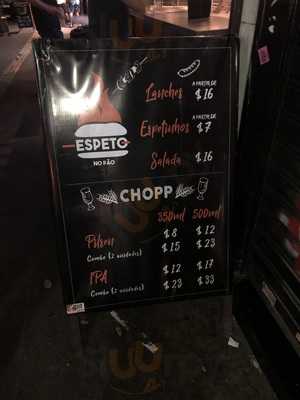 ESPETO
NO PÃO
Lanches A PARTIR DE $16
Espetinhos A PARTIR DE $7
Salada $16
CHOPP
350ml 500ml
Pilsen $8 $12
Combo (2 unidades) $15 $23
IPA $12 $17
Combo (2 unidades) $23 $33